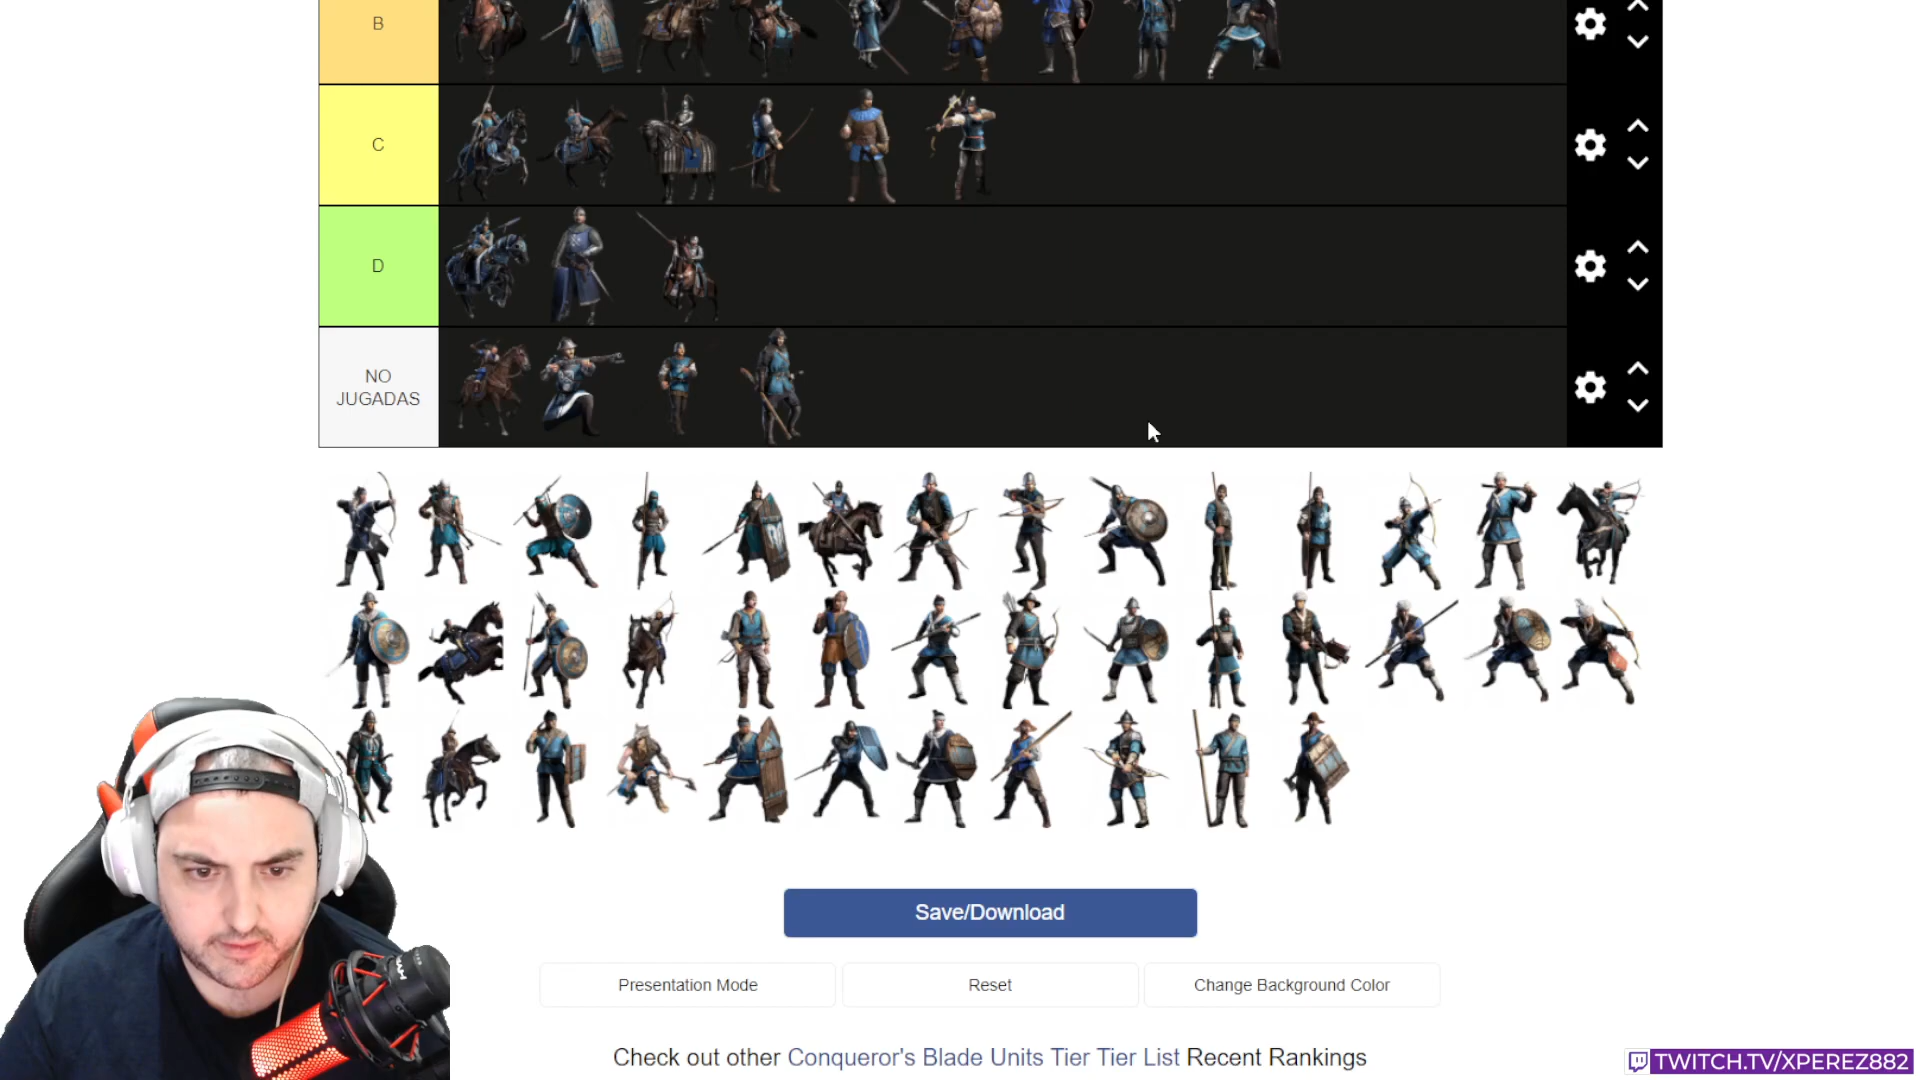 B
C
D
NO
JUGADAS
Save/Download
Presentation Mode
Reset
Change Background Color
Check out other Conqueror's Blade Units Tier Tier List Recent Rankings
TWITCH.TV/XPEREZ882